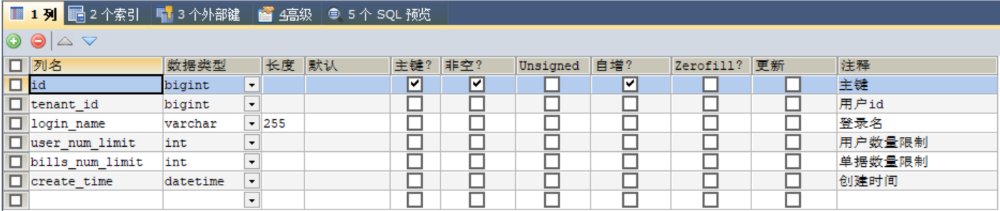 1 列 2 个索引 3 个外部键 4高级 5 个 SQL 预览
列名 数据类型 长度 默认 主键? 非空? Unsigned 自增? Zerofill? 更新 注释
id bigint 主键
tenant_id bigint 用户id
login_name varchar 255 登录名
user_num_limit int 用户数量限制
bills_num_limit int 单据数量限制
create_time datetime 创建时间